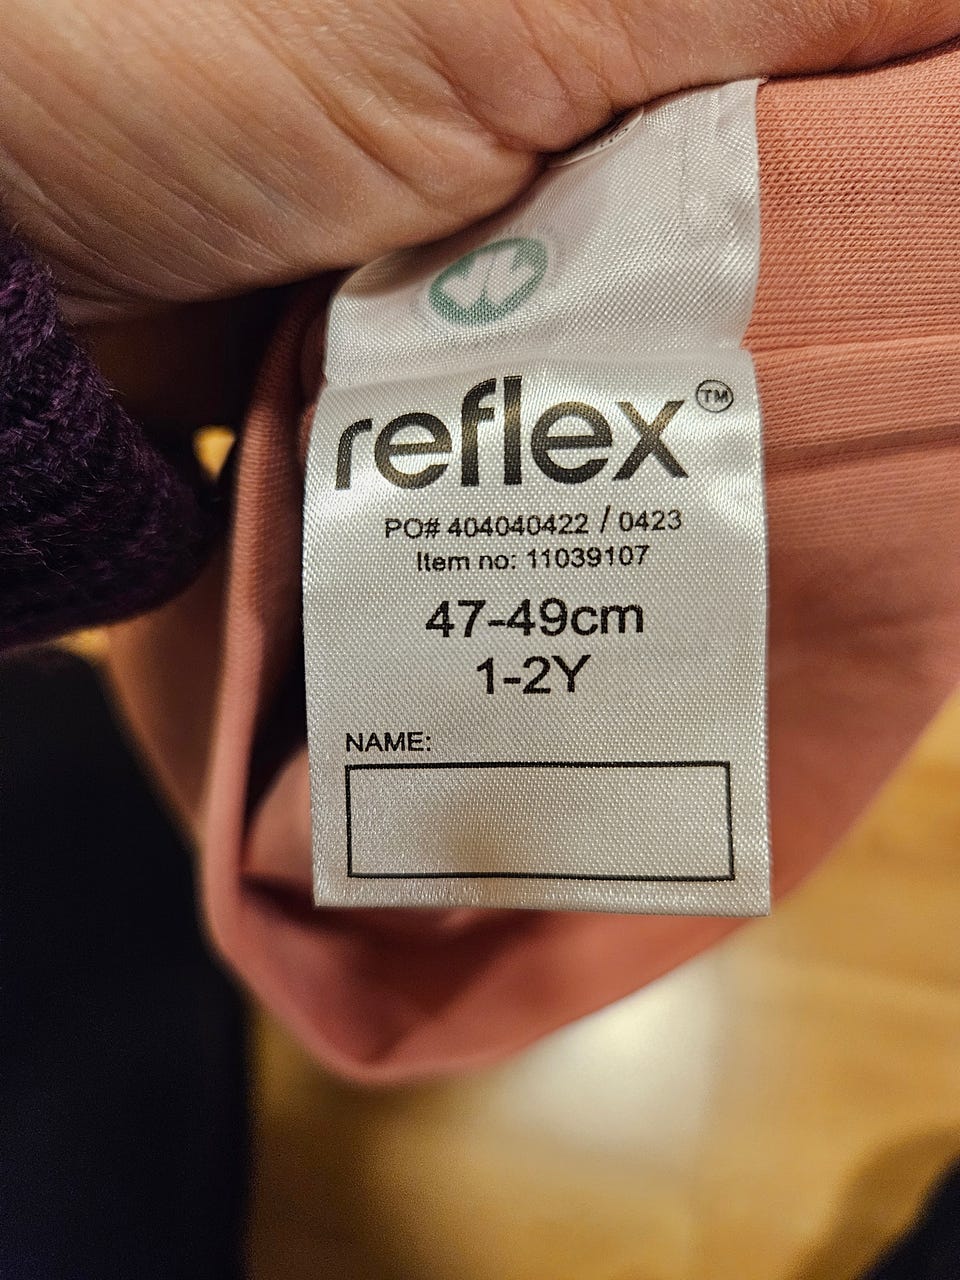 reflex™
PO# 404040422 / 0423
Item no: 11039107
47-49cm
1-2Y
NAME: